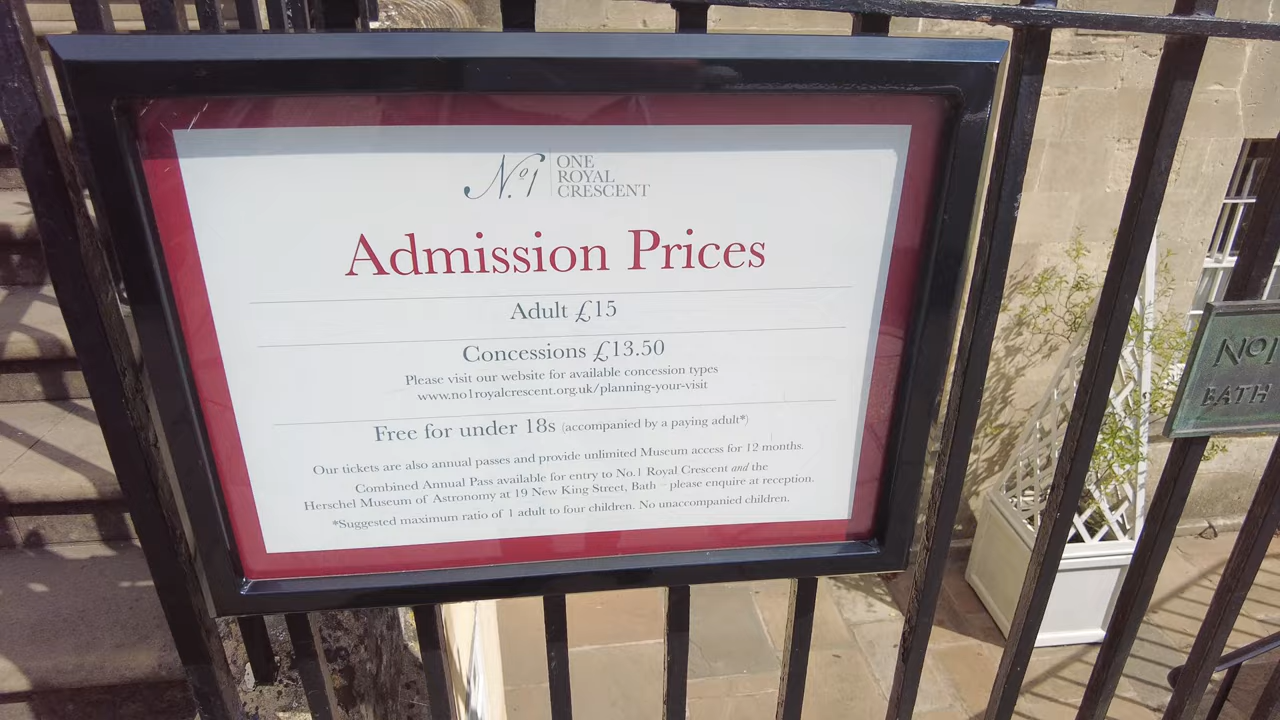 No.1
ONE
ROYAL
CRESCENT
Admission Prices
Adult £15
Concessions £13.50
Please visit our website for available concession types
www.no1royalcrescent.org.uk/planning-your-visit
Free for under 18s (accompanied by a paying adult*)
Our tickets are also annual passes and provide unlimited Museum access for 12 months.
Combined Annual Pass available for entry to No.1 Royal Crescent and the
Herschel Museum of Astronomy at 19 New King Street, Bath – please enquire at reception.
*Suggested maximum ratio of 1 adult to four children. No unaccompanied children.
No1
BATH